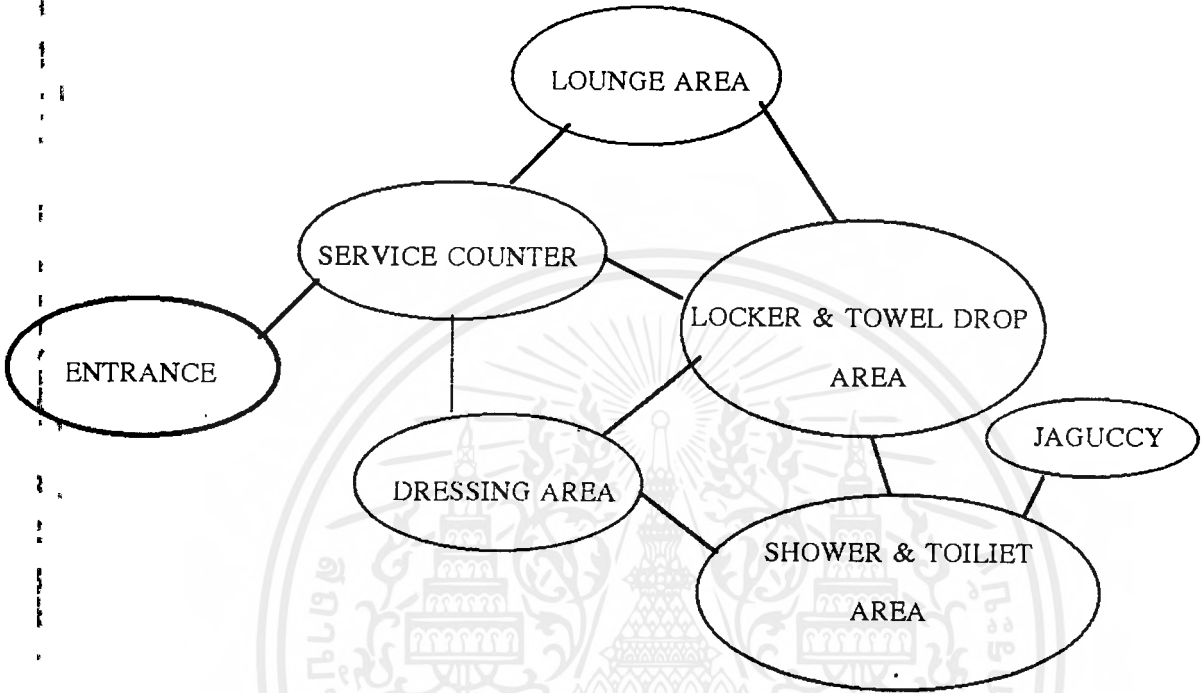 LOUNGE AREA
SERVICE COUNTER
LOCKER & TOWEL DROP
AREA
ENTRANCE
JAGUCCY
DRESSING AREA
SHOWER & TOILIET
AREA